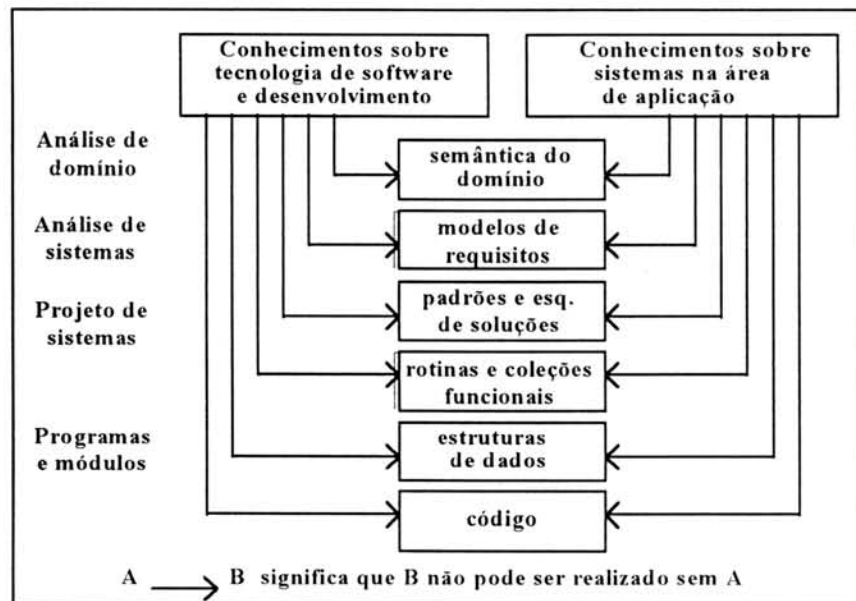 Conhecimentos sobre
tecnologia de software
e desenvolvimento
Conhecimentos sobre
sistemas na área
de aplicação
Análise de
domínio
semântica do
domínio
Análise de
sistemas
modelos de
requisitos
Projeto de
sistemas
padrões e esq.
de soluções
rotinas e coleções
funcionais
Programas
e módulos
estruturas
de dados
código
A B significa que B não pode ser realizado sem A